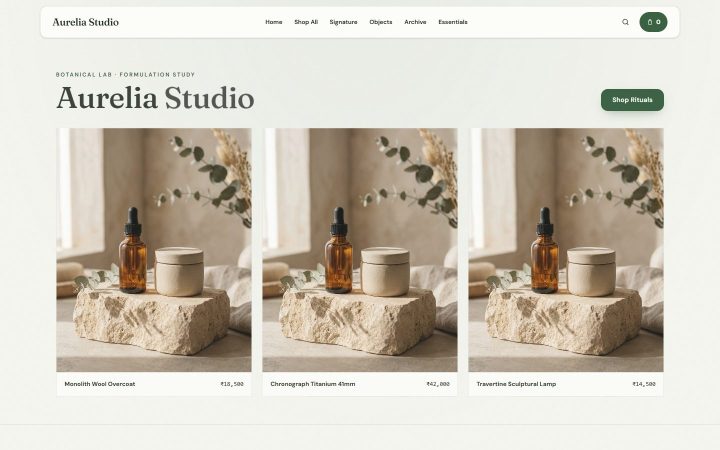 Aurelia Studio
Home Shop All Signature Objects Archive Essentials
0
BOTANICAL LAB · FORMULATION STUDY
Aurelia Studio
Shop Rituals
Monolith Wool Overcoat ₹18,500
Chronograph Titanium 41mm ₹42,000
Travertine Sculptural Lamp ₹14,500